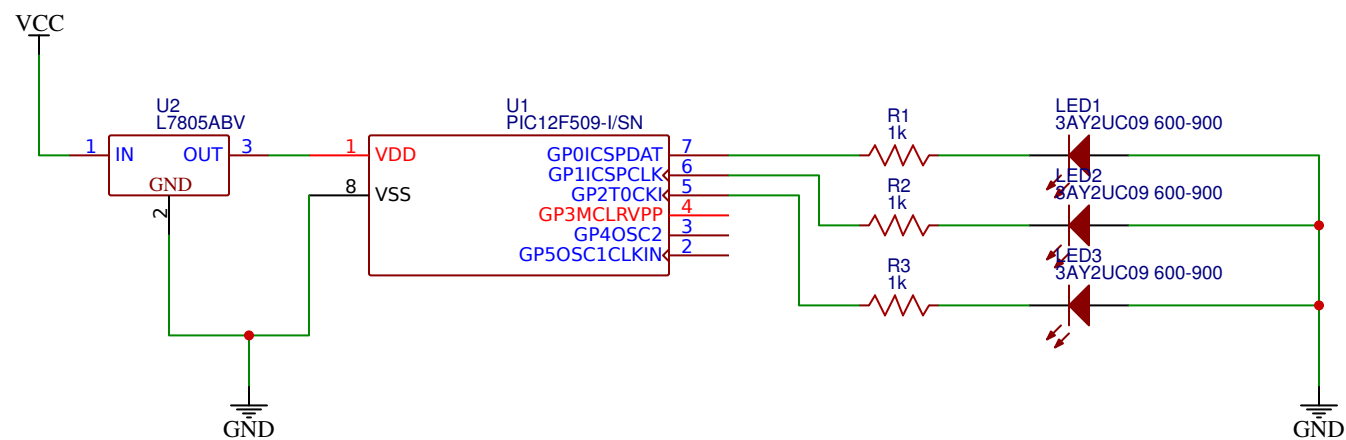 VCC
U2
L7805ABV
1
IN
OUT
3
GND
2
GND
U1
PIC12F509-I/SN
1
VDD
8
VSS
GP0ICSPDAT
7
GP1ICSPCLK
6
GP2T0CKI
5
GP3MCLRVPP
4
GP4OSC2
3
GP5OSC1CLKIN
2
R1
1k
R2
1k
R3
1k
LED1
3AY2UC09 600-900
LED2
3AY2UC09 600-900
LED3
3AY2UC09 600-900
GND